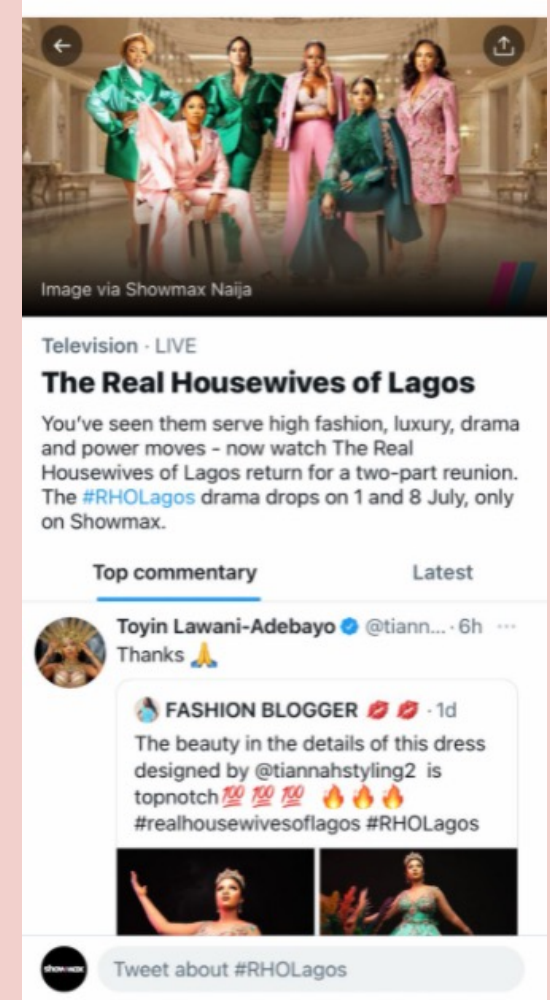 Image via Showmax Naija
Television · LIVE
The Real Housewives of Lagos
You've seen them serve high fashion, luxury, drama
and power moves – now watch The Real
Housewives of Lagos return for a two-part reunion.
The #RHOLagos drama drops on 1 and 8 July, only
on Showmax.
Top commentary Latest
Toyin Lawani-Adebayo @tiann... · 6h ···
Thanks 🙏
FASHION BLOGGER 💋 💋 · 1d
The beauty in the details of this dress
designed by @tiannahstyling2 is
topnotch💯 💯 💯 🔥 🔥 🔥
#realhousewivesoflagos #RHOLagos
showmax
Tweet about #RHOLagos